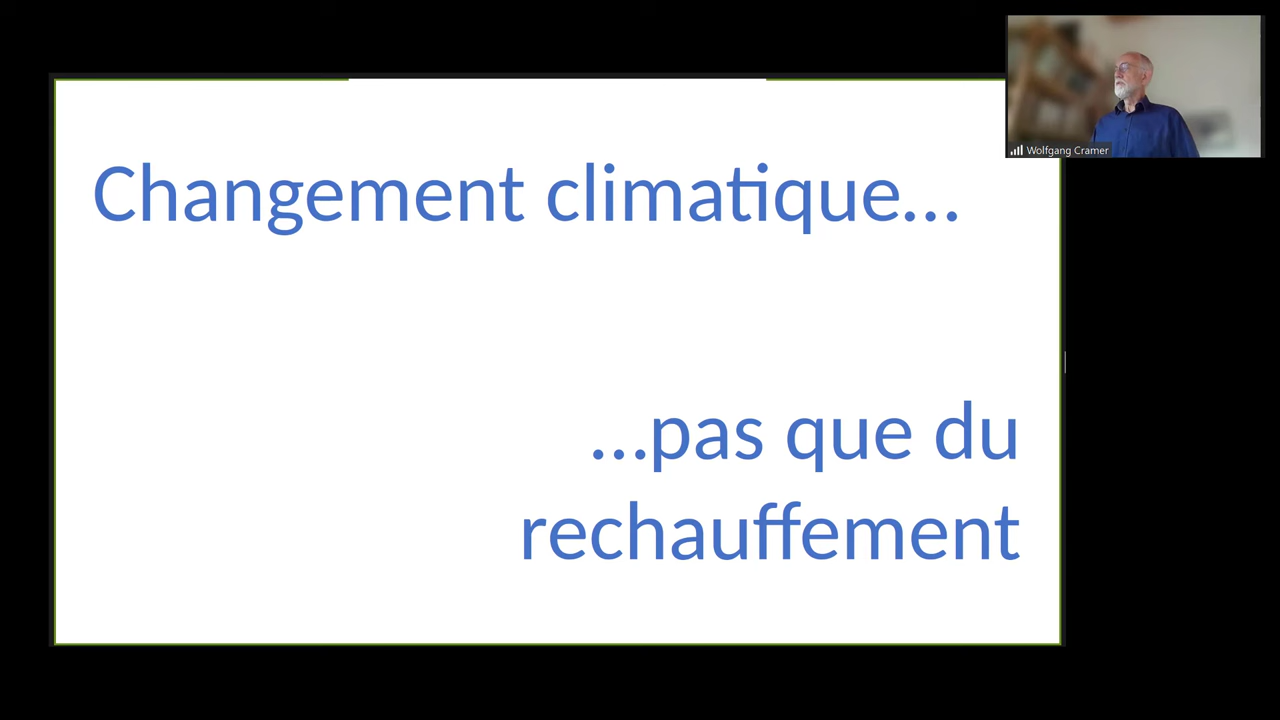 Wolfgang Cramer
Changement climatique...
...pas que du
rechauffement